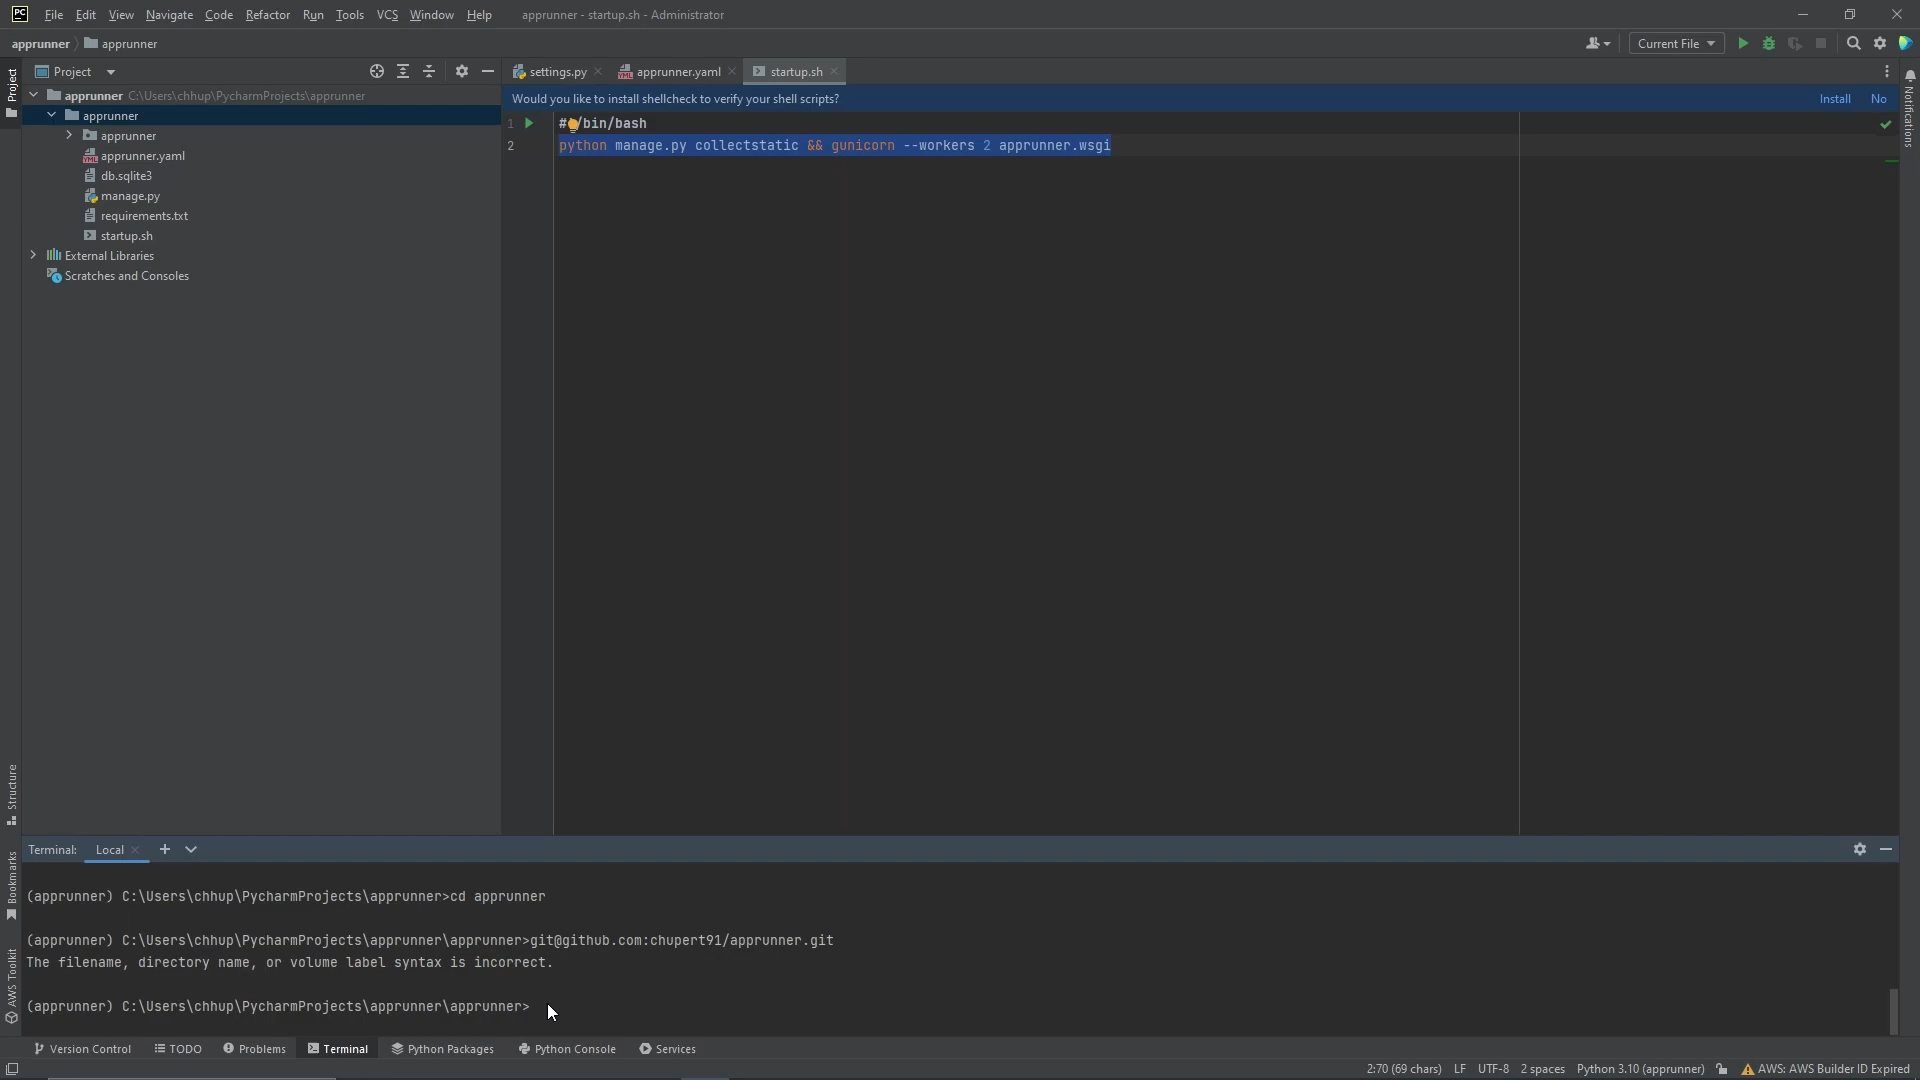 PC File Edit View Navigate Code Refactor Run Tools VCS Window Help apprunner - startup.sh - Administrator
apprunner apprunner Current File
Project
Project settings.py apprunner.yaml startup.sh
apprunner C:\Users\chhup\PycharmProjects\apprunner
Would you like to install shellcheck to verify your shell scripts? Install No
Notifications
apprunner
apprunner
apprunner.yaml
db.sqlite3
manage.py
requirements.txt
startup.sh
External Libraries
Scratches and Consoles
1 #/bin/bash
2 python manage.py collectstatic && gunicorn --workers 2 apprunner.wsgi
Structure
Bookmarks
AWS Toolkit
Terminal: Local
(apprunner) C:\Users\chhup\PycharmProjects\apprunner>cd apprunner
(apprunner) C:\Users\chhup\PycharmProjects\apprunner\apprunner>git@github.com:chupert91/apprunner.git
The filename, directory name, or volume label syntax is incorrect.
(apprunner) C:\Users\chhup\PycharmProjects\apprunner\apprunner>
Version Control TODO Problems Terminal Python Packages Python Console Services
2:70 (69 chars) LF UTF-8 2 spaces Python 3.10 (apprunner) AWS: AWS Builder ID Expired